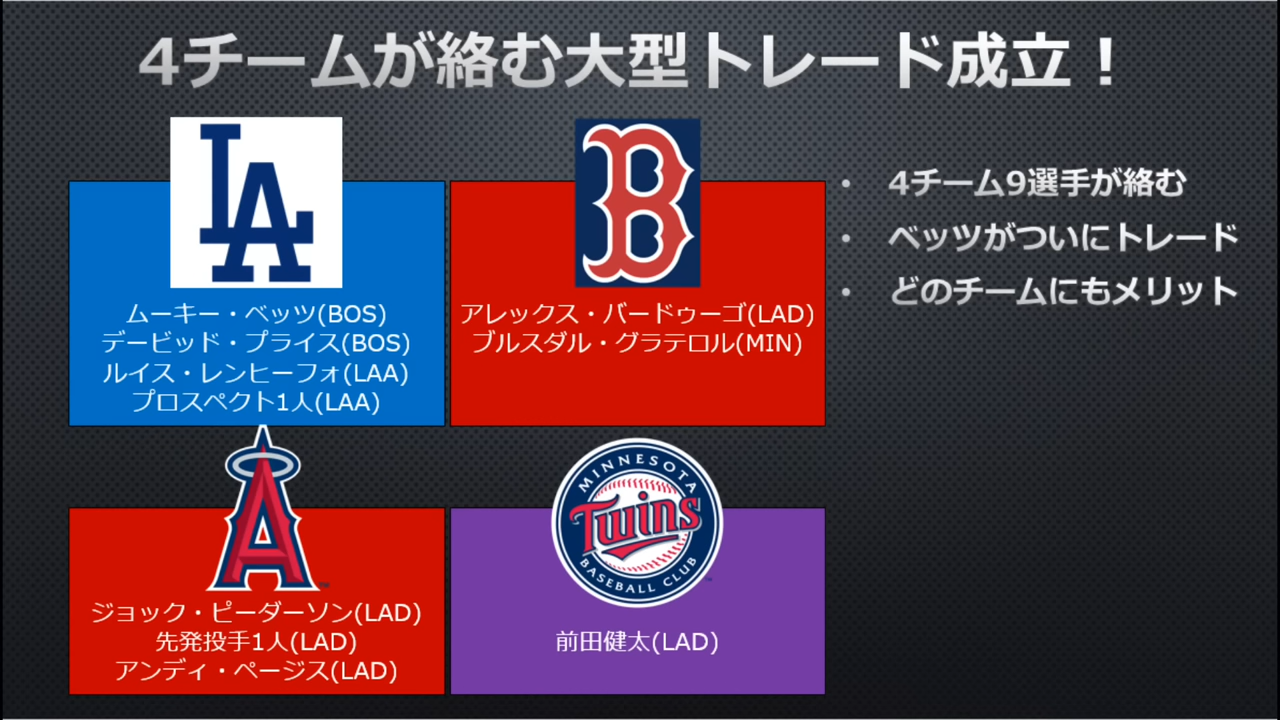 4チームが絡む大型トレード成立！
LA
B
ムーキー・ベッツ(BOS)
デービッド・プライス(BOS)
ルイス・レンヒーフォ(LAA)
プロスペクト1人(LAA)
アレックス・バードゥーゴ(LAD)
ブルスダル・グラテロル(MIN)
• 4チーム9選手が絡む
• ベッツがついにトレード
• どのチームにもメリット
A
ジョック・ピーダーソン(LAD)
先発投手1人(LAD)
アンディ・ページス(LAD)
MINNESOTA
Twins
BASEBALL CLUB
前田健太(LAD)